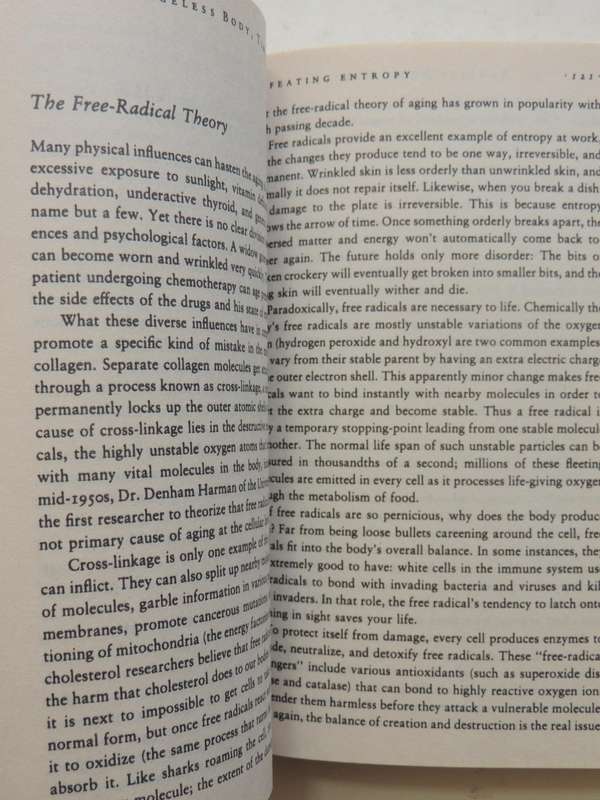 GELESS BODY,
The Free-Radical Theory
Many physical influences can hasten the aging
excessive exposure to sunlight, vitamin
dehydration, underactive thyroid, and
name but a few. Yet there is no clear
ences and psychological factors. A widow
can become worn and wrinkled very quickly
patient undergoing chemotherapy can age
the side effects of the drugs and his state of
What these diverse influences have in
promote a specific kind of mistake in the
collagen. Separate collagen molecules get
through a process known as cross-linkage,
permanently locks up the outer atomic
cause of cross-linkage lies in the destructive
cals, the highly unstable oxygen atoms that
with many vital molecules in the body,
mid-1950s, Dr. Denham Harman of the
the first researcher to theorize that free
not primary cause of aging at the cellular
Cross-linkage is only one example of
can inflict. They can also split up nearby
of molecules, garble information in various
membranes, promote cancerous mutations
tioning of mitochondria (the energy
cholesterol researchers believe that free
the harm that cholesterol does to our
it is next to impossible to get cells to
normal form, but once free radicals
it to oxidize (the same process that turns
absorb it. Like sharks roaming the cell
molecule; the extent of the
FEATING ENTROPY · 121 ·
the free-radical theory of aging has grown in popularity with
passing decade.
Free radicals provide an excellent example of entropy at work,
the changes they produce tend to be one way, irreversible, and
manent. Wrinkled skin is less orderly than unwrinkled skin, and
mally it does not repair itself. Likewise, when you break a dish
damage to the plate is irreversible. This is because entropy
ows the arrow of time. Once something orderly breaks apart, the
ersed matter and energy won't automatically come back to
er again. The future holds only more disorder: The bits o
en crockery will eventually get broken into smaller bits, and the
g skin will eventually wither and die.
Paradoxically, free radicals are necessary to life. Chemically the
y's free radicals are mostly unstable variations of the oxygen
n (hydrogen peroxide and hydroxyl are two common examples
vary from their stable parent by having an extra electric charge
e outer electron shell. This apparently minor change makes free
cals want to bind instantly with nearby molecules in order to
t the extra charge and become stable. Thus a free radical i
y a temporary stopping-point leading from one stable molecul
nother. The normal life span of such unstable particles can b
sured in thousandths of a second; millions of these fleeting
cules are emitted in every cell as it processes life-giving oxygen
ugh the metabolism of food.
f free radicals are so pernicious, why does the body produc
? Far from being loose bullets careening around the cell, free
als fit into the body's overall balance. In some instances, they
xtremely good to have: white cells in the immune system use
radicals to bond with invading bacteria and viruses and kil
invaders. In that role, the free radical's tendency to latch onto
hing in sight saves your life.
o protect itself from damage, every cell produces enzymes to
de, neutralize, and detoxify free radicals. These "free-radica
ngers" include various antioxidants (such as superoxide dis
se and catalase) that can bond to highly reactive oxygen ion
nder them harmless before they attack a vulnerable molecule
again, the balance of creation and destruction is the real issue